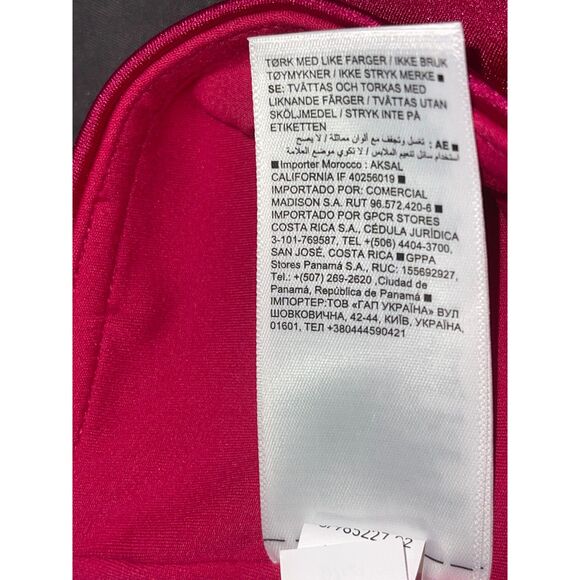 TØRK MED LIKE FARGER / IKKE BRUK
TØYMYKNER / IKKE STRYK MERKE ■
SE: TVÄTTAS OCH TORKAS MED
LIKNANDE FÄRGER / TVÄTTAS UTAN
SKÖLJMEDEL / STRYK INTE PÅ
ETIKETTEN
■ AE : تغسل وتجفف مع ألوان مماثلة / لا يصح
استخدام سائل تنعيم الملابس / لا تكوي موضع العلامة
■ Importer Morocco : AKSAL
CALIFORNIA IF 40256019 ■
IMPORTADO POR: COMERCIAL
MADISON S.A. RUT 96.572.420-6 ■
IMPORTADO POR GPCR STORES
COSTA RICA S.A., CÉDULA JURÍDICA
3-101-769587, TEL +(506) 4404-3700,
SAN JOSÉ, COSTA RICA ■ GPPA
Stores Panamá S.A., RUC: 155692927,
Tel.: +(507) 269-2620 ,Ciudad de
Panamá, República de Panamá ■
ІМПОРТЕР:ТОВ «ГАП УКРАЇНА» ВУЛ
ШОВКОВИЧНА, 42-44, КИЇВ, УКРАЇНА,
01601, ТЕЛ +380444590421